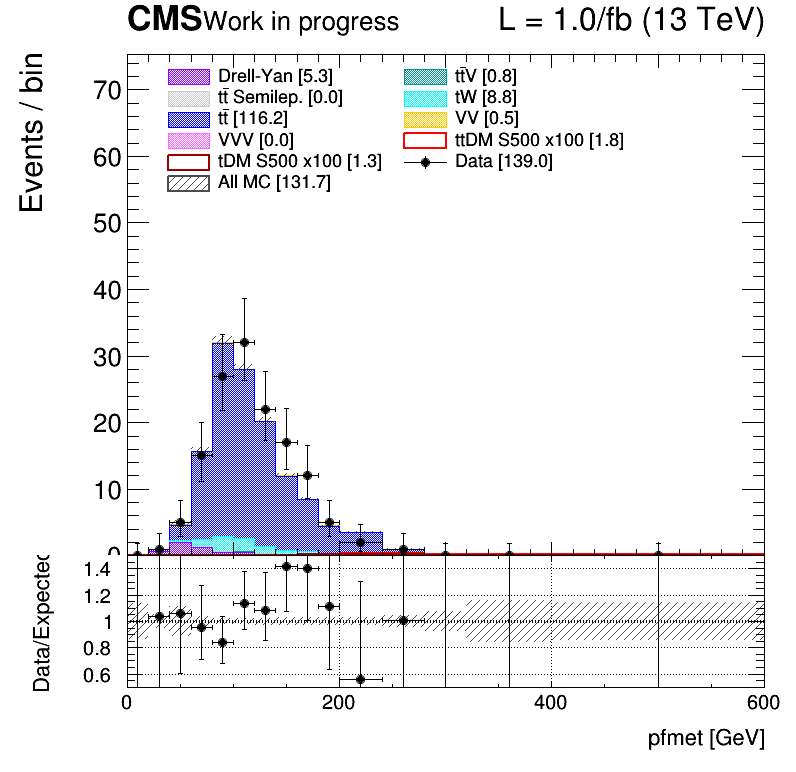 CMS Work in progress L = 1.0/fb (13 TeV)
Events / bin
Drell-Yan [5.3] tt̄V [0.8]
tt̄ Semilep. [0.0] tW [8.8]
tt̄ [116.2] VV [0.5]
VVV [0.0] ttDM S500 x100 [1.8]
tDM S500 x100 [1.3] Data [139.0]
All MC [131.7]
70
60
50
40
30
20
10
0
Data/Expected
1.4
1.2
1
0.8
0.6
0 200 400 600
pfmet [GeV]